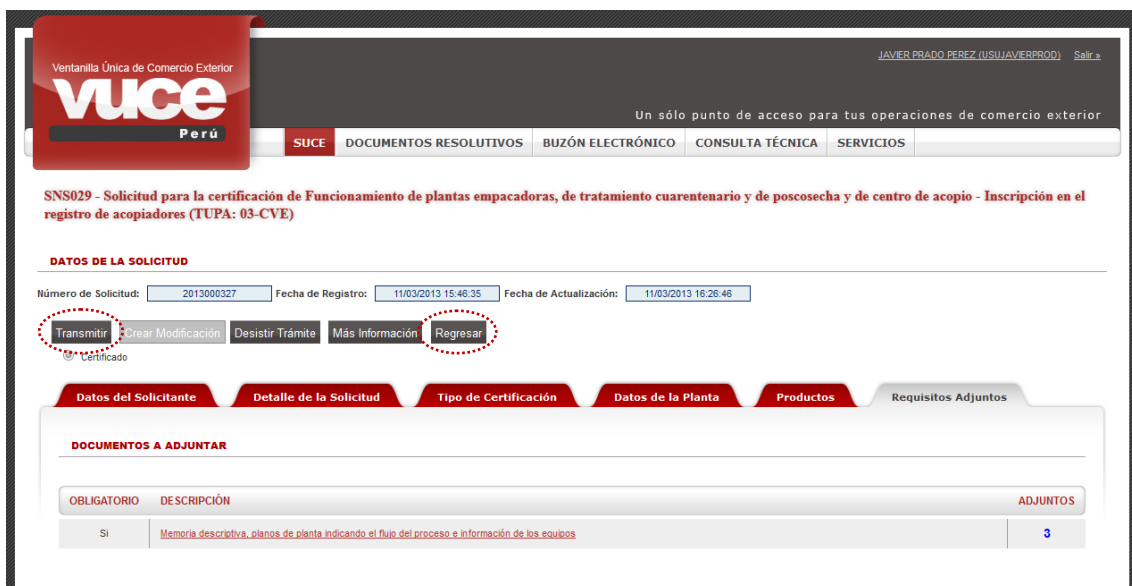 JAVIER PRADO PEREZ (USUJAVIERPROD) Salir »
Ventanilla Única de Comercio Exterior
vuce
Perú
Un sólo punto de acceso para tus operaciones de comercio exterior
SUCE DOCUMENTOS RESOLUTIVOS BUZÓN ELECTRÓNICO CONSULTA TÉCNICA SERVICIOS
SNS029 - Solicitud para la certificación de Funcionamiento de plantas empacadoras, de tratamiento cuarentenario y de poscosecha y de centro de acopio - Inscripción en el
registro de acopiadores (TUPA: 03-CVE)
DATOS DE LA SOLICITUD
Número de Solicitud: 2013000327 Fecha de Registro: 11/03/2013 15:46:35 Fecha de Actualización: 11/03/2013 16:26:46
Transmitir Crear Modificación Desistir Trámite Más Información Regresar
Certificado
Datos del Solicitante Detalle de la Solicitud Tipo de Certificación Datos de la Planta Productos Requisitos Adjuntos
DOCUMENTOS A ADJUNTAR
OBLIGATORIO DESCRIPCIÓN ADJUNTOS
Si Memoria descriptiva, planos de planta indicando el flujo del proceso e información de los equipos 3